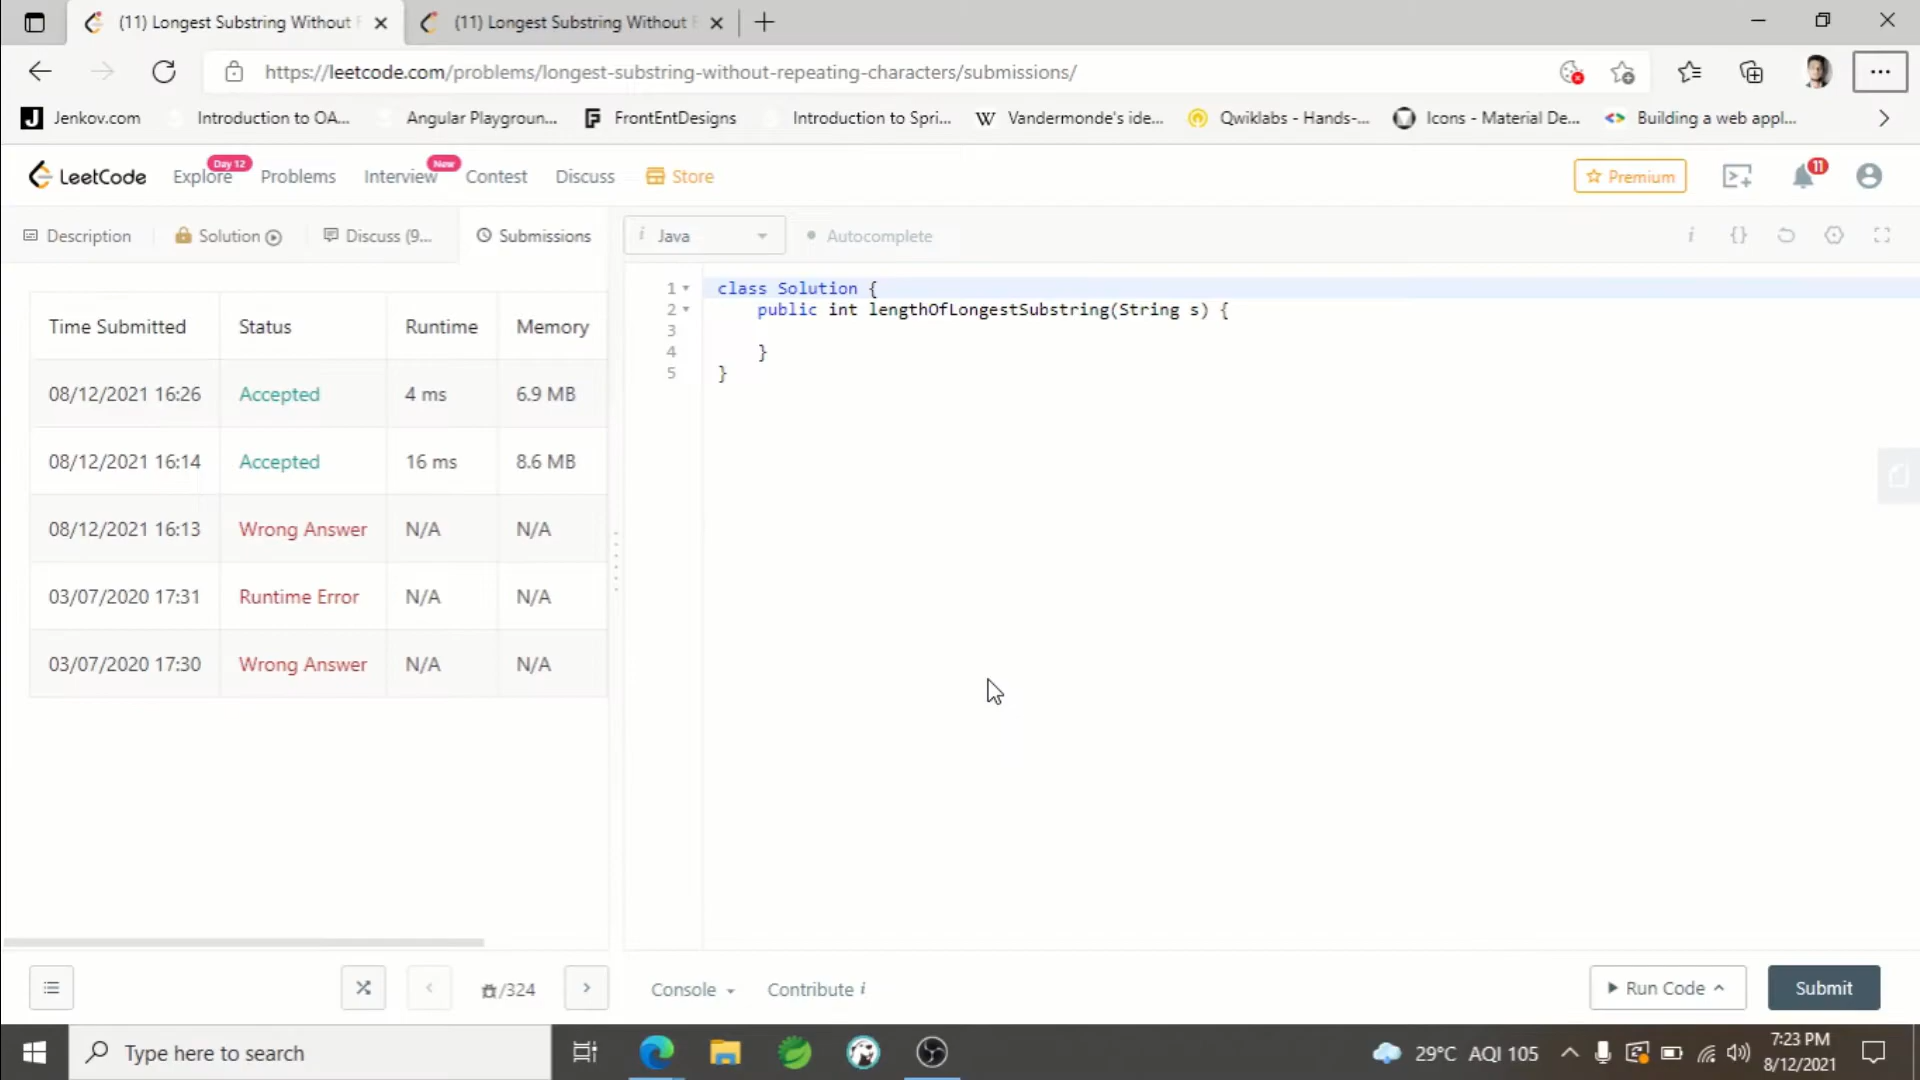 (11) Longest Substring Without
(11) Longest Substring Without
https://leetcode.com/problems/longest-substring-without-repeating-characters/submissions/
J Jenkov.com
Introduction to OA...
Angular Playgroun...
FrontEntDesigns
Introduction to Spri...
W Vandermonde's ide...
Qwiklabs - Hands-...
Icons - Material De...
Building a web appl...
LeetCode
Explore
Day 12
Problems
Interview
New
Contest
Discuss
Store
Premium
11
Description
Solution
Discuss (9...
Submissions
i Java
Autocomplete
i {}
Time Submitted Status Runtime Memory
08/12/2021 16:26 Accepted 4 ms 6.9 MB
08/12/2021 16:14 Accepted 16 ms 8.6 MB
08/12/2021 16:13 Wrong Answer N/A N/A
03/07/2020 17:31 Runtime Error N/A N/A
03/07/2020 17:30 Wrong Answer N/A N/A
1 class Solution {
2 public int lengthOfLongestSubstring(String s) {
3
4 }
5 }
/324
Console
Contribute i
Run Code
Submit
Type here to search
29°C AQI 105
7:23 PM
8/12/2021